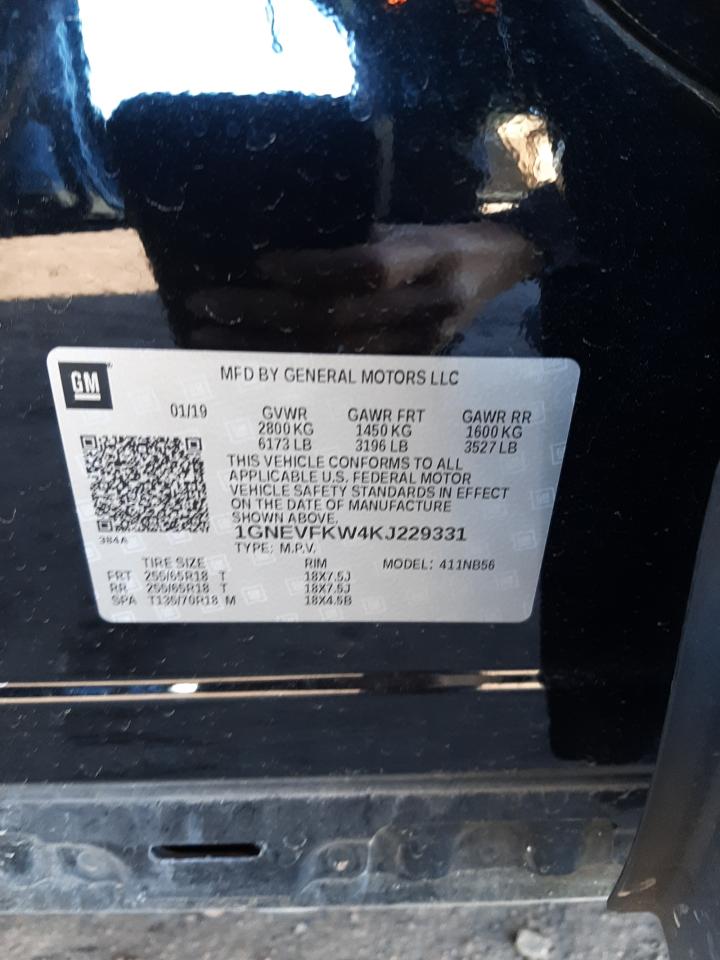 GM
MFD BY GENERAL MOTORS LLC
01/19 GVWR GAWR FRT GAWR RR
2800 KG 1450 KG 1600 KG
6173 LB 3196 LB 3527 LB
THIS VEHICLE CONFORMS TO ALL
APPLICABLE U.S. FEDERAL MOTOR
VEHICLE SAFETY STANDARDS IN EFFECT
ON THE DATE OF MANUFACTURE
SHOWN ABOVE.
384A
1GNEVFKW4KJ229331
TYPE: M.P.V.
TIRE SIZE RIM MODEL: 411NB56
FRT 255/65R18 T 18X7.5J
RR 255/65R18 T 18X7.5J
SPA T135/70R18 M 18X4.5B